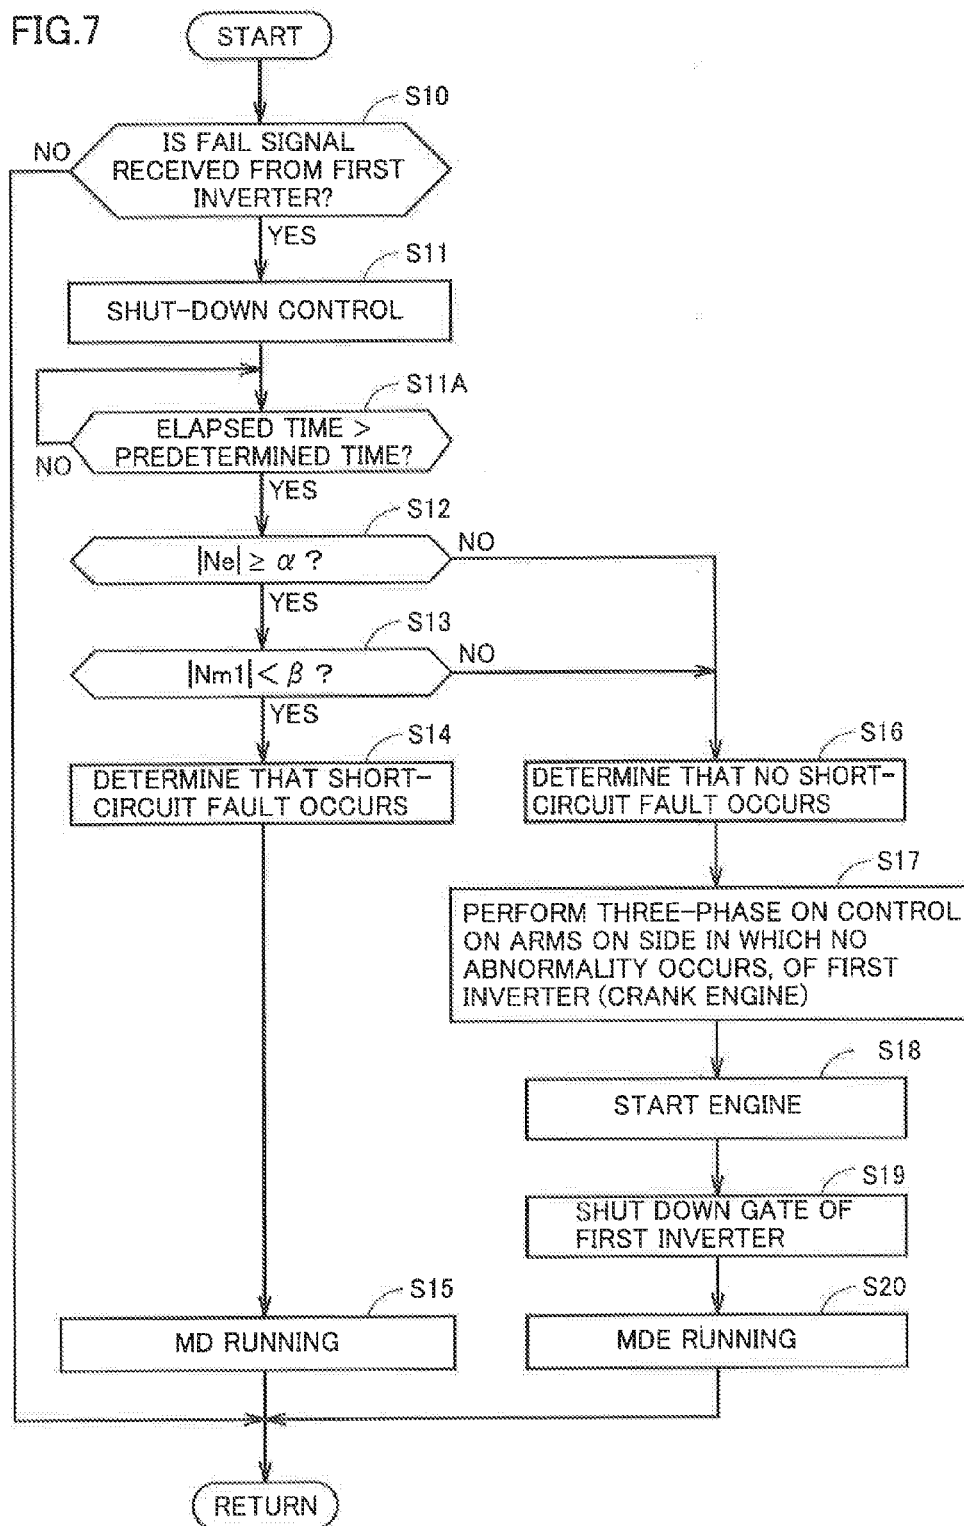 FIG.7
START
S10
IS FAIL SIGNAL
RECEIVED FROM FIRST
INVERTER?
NO
YES
S11
SHUT-DOWN CONTROL
S11A
ELAPSED TIME >
PREDETERMINED TIME?
NO
YES
S12
|Ne| ≥ α ?
NO
YES
S13
|Nm1| < β ?
NO
YES
S14
DETERMINE THAT SHORT-
CIRCUIT FAULT OCCURS
S16
DETERMINE THAT NO SHORT-
CIRCUIT FAULT OCCURS
S17
PERFORM THREE-PHASE ON CONTROL
ON ARMS ON SIDE IN WHICH NO
ABNORMALITY OCCURS, OF FIRST
INVERTER (CRANK ENGINE)
S18
START ENGINE
S19
SHUT DOWN GATE OF
FIRST INVERTER
S15
MD RUNNING
S20
MDE RUNNING
RETURN